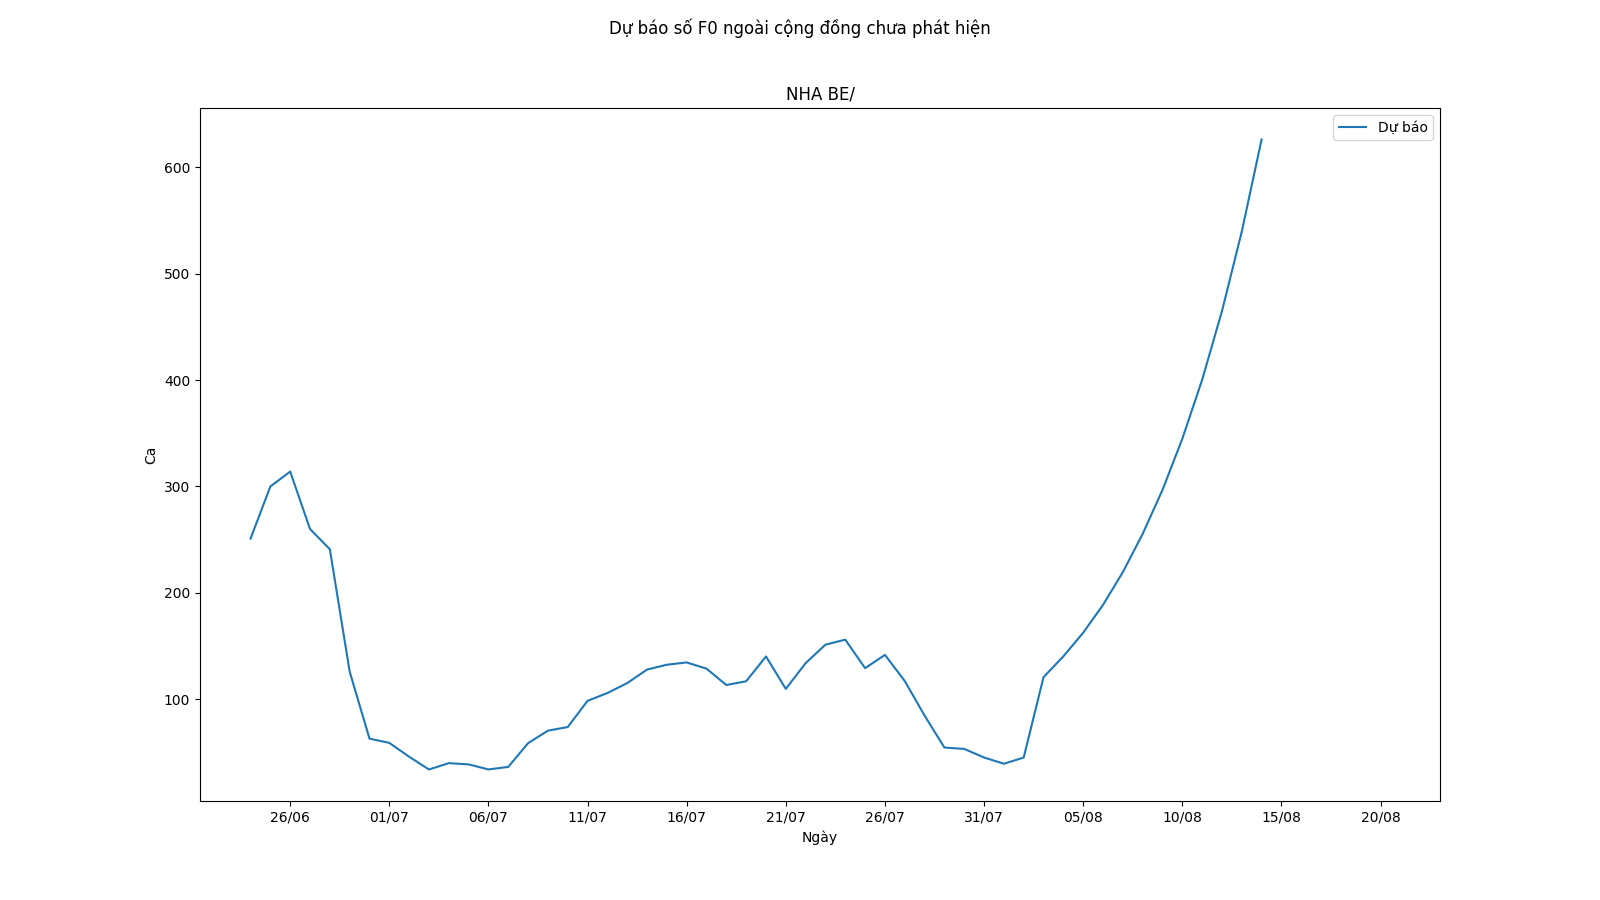 Dự báo số F0 ngoài cộng đồng chưa phát hiện
NHA BE/
Dự báo
600
500
400
300
200
100
Ca
26/06 01/07 06/07 11/07 16/07 21/07 26/07 31/07 05/08 10/08 15/08 20/08
Ngày